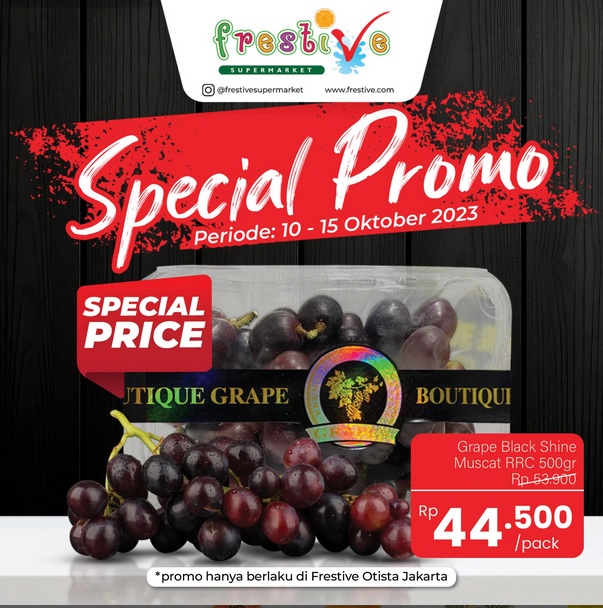 frestive
SUPERMARKET
@frestivesupermarket www.frestive.com
Special Promo
Periode: 10 - 15 Oktober 2023
SPECIAL
PRICE
UTIQUE GRAPE BOUTIQUE
Grape Black Shine
Muscat RRC 500gr
Rp 53.900
Rp 44.500
/pack
*promo hanya berlaku di Frestive Otista Jakarta